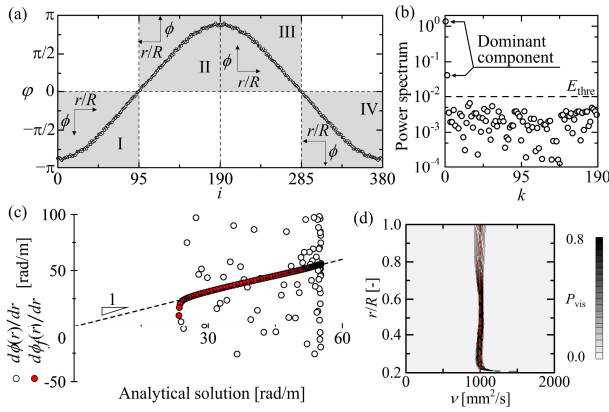 (a)
π
π/2
0
−π/2
−π
φ
ϕ
r/R
I
ϕ
r/R
II
III
ϕ
r/R
IV
r/R
ϕ
0 95 190 285 380
i
(b)
10⁰
10⁻¹
10⁻²
10⁻³
10⁻⁴
Power spectrum
Dominant component
E_thre
0 95 190
k
(c)
100
50
0
-50
[rad/m]
○ dϕ(r)/dr
● dϕ_f(r)/dr
1
30 60
Analytical solution [rad/m]
(d)
1.0
0.8
0.6
0.4
0.2
r/R [-]
0 1000 2000
ν [mm²/s]
0.8
P_vis
0.0